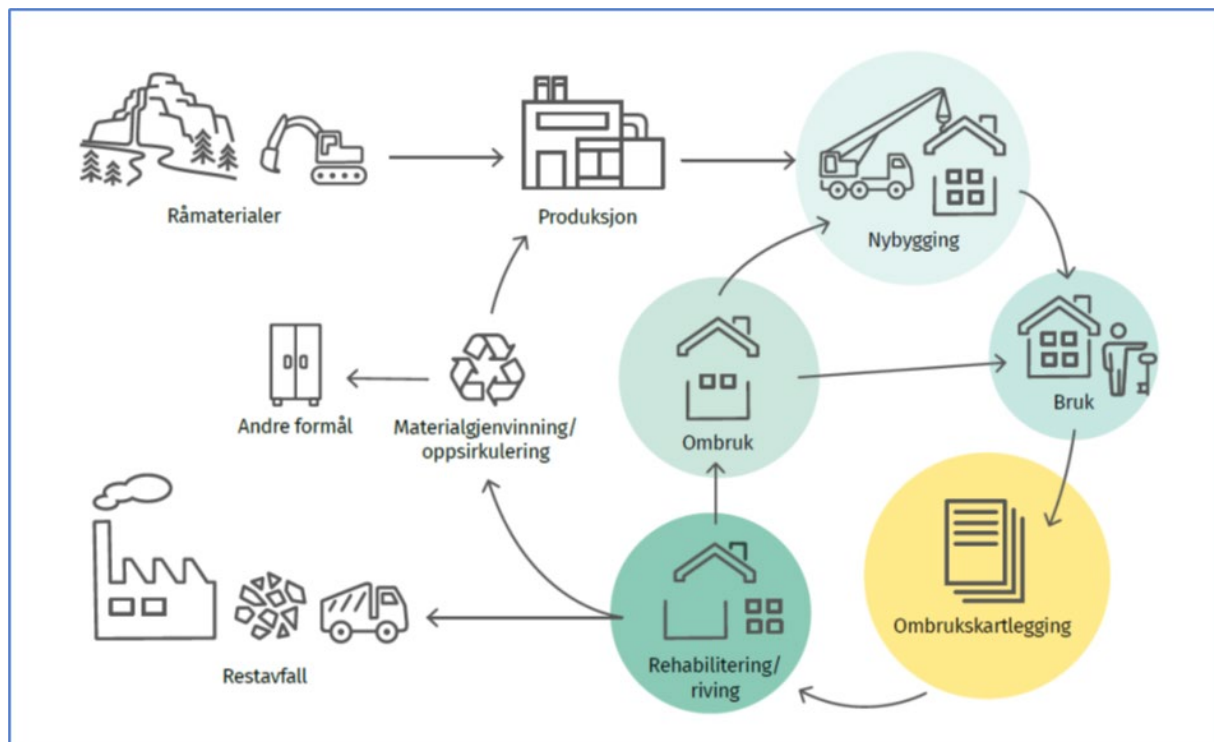 Råmaterialer
Produksjon
Nybygging
Andre formål
Materialgjenvinning/
oppsirkulering
Ombruk
Bruk
Restavfall
Rehabilitering/
riving
Ombrukskartlegging